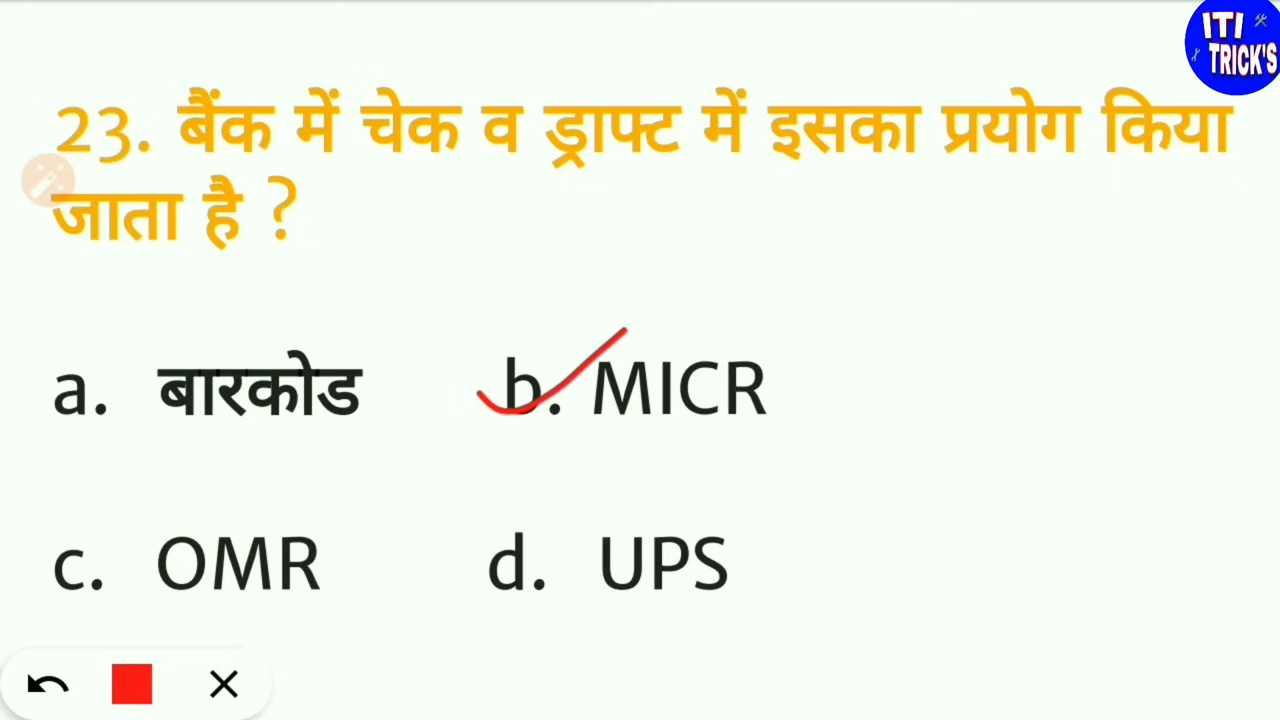 ITI
TRICK'S
23. बैंक में चेक व ड्राफ्ट में इसका प्रयोग किया
जाता है ?
a. बारकोड b. MICR
c. OMR d. UPS